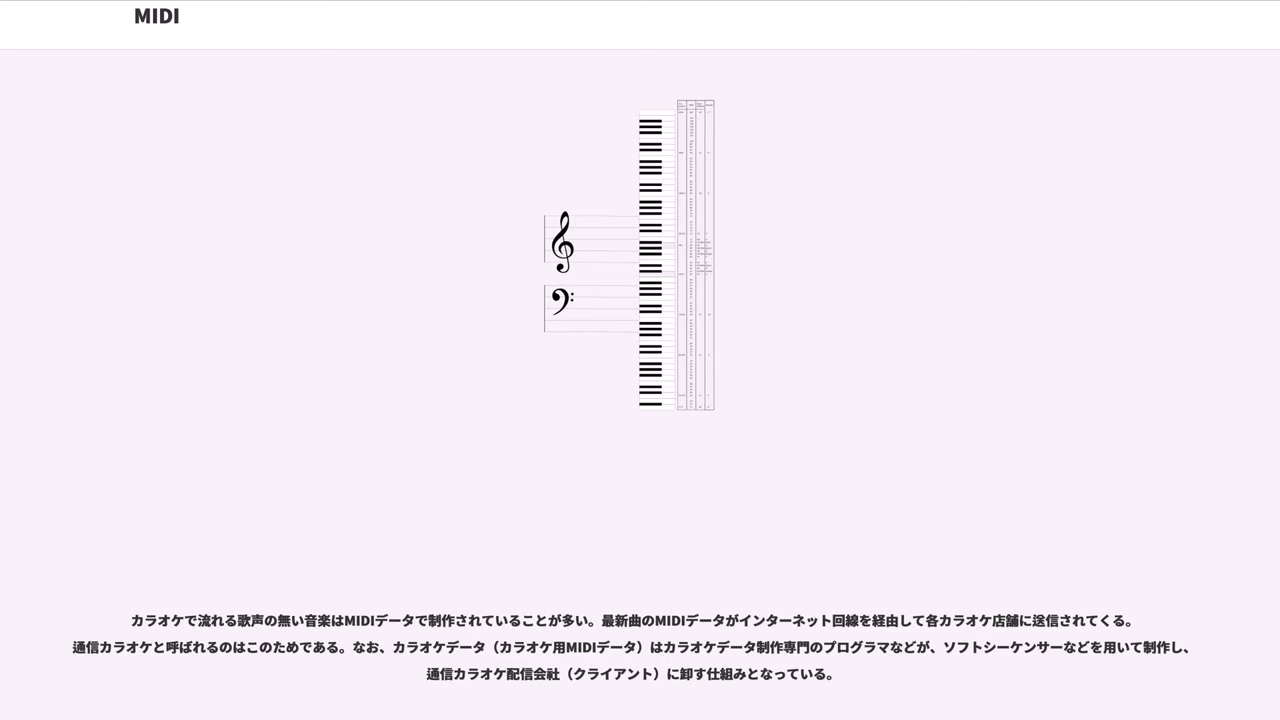 MIDI
カラオケで流れる歌声の無い音楽はMIDIデータで制作されていることが多い。最新曲のMIDIデータがインターネット回線を経由して各カラオケ店舗に送信されてくる。
通信カラオケと呼ばれるのはこのためである。なお、カラオケデータ（カラオケ用MIDIデータ）はカラオケデータ制作専門のプログラマなどが、ソフトシーケンサーなどを用いて制作し、
通信カラオケ配信会社（クライアント）に卸す仕組みとなっている。